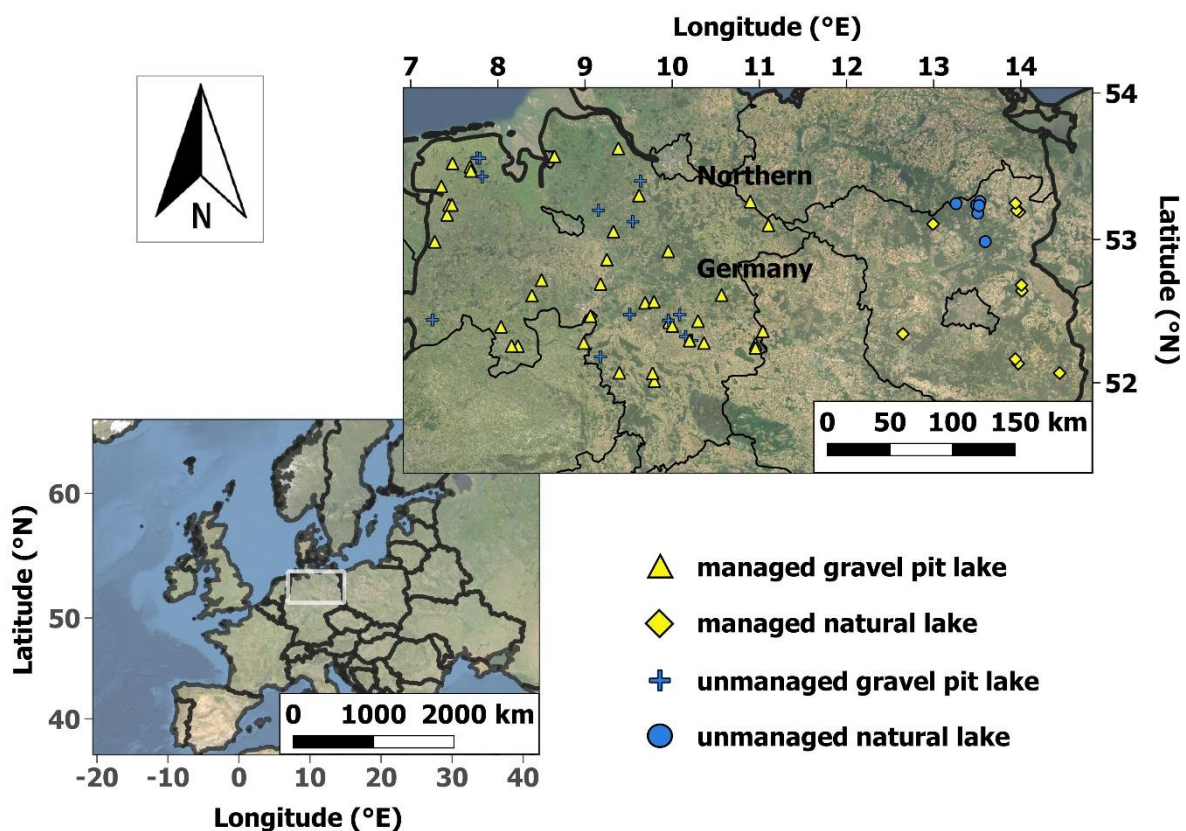 Longitude (°E)
7 8 9 10 11 12 13 14
54
Northern
53
Germany
52
Latitude (°N)
0 50 100 150 km
N
60
50
40
Latitude (°N)
0 1000 2000 km
-20 -10 0 10 20 30 40
Longitude (°E)
managed gravel pit lake
managed natural lake
unmanaged gravel pit lake
unmanaged natural lake